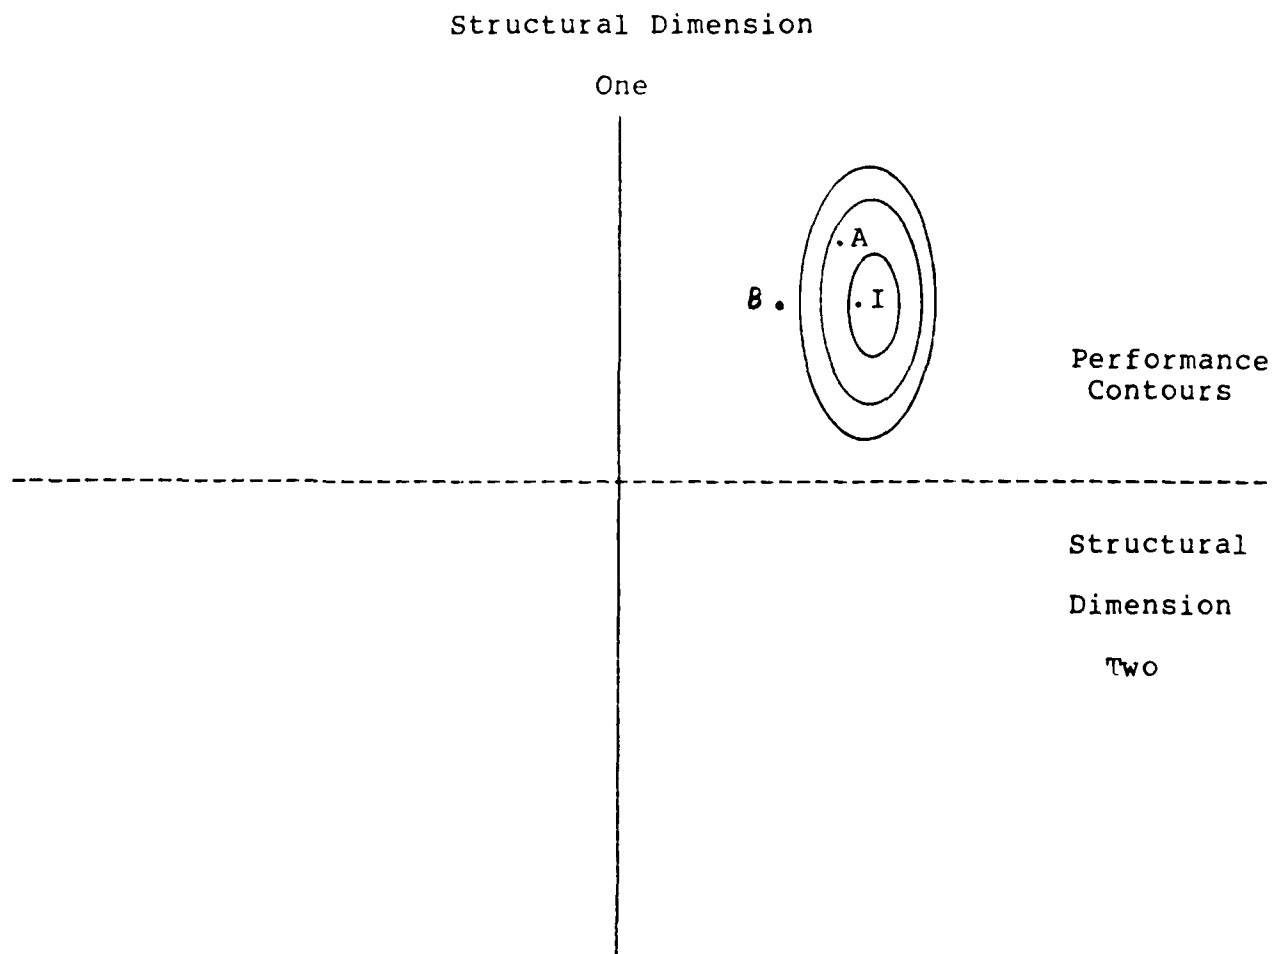 Structural Dimension
One
.A
B.
.I
Performance
Contours
Structural
Dimension
Two